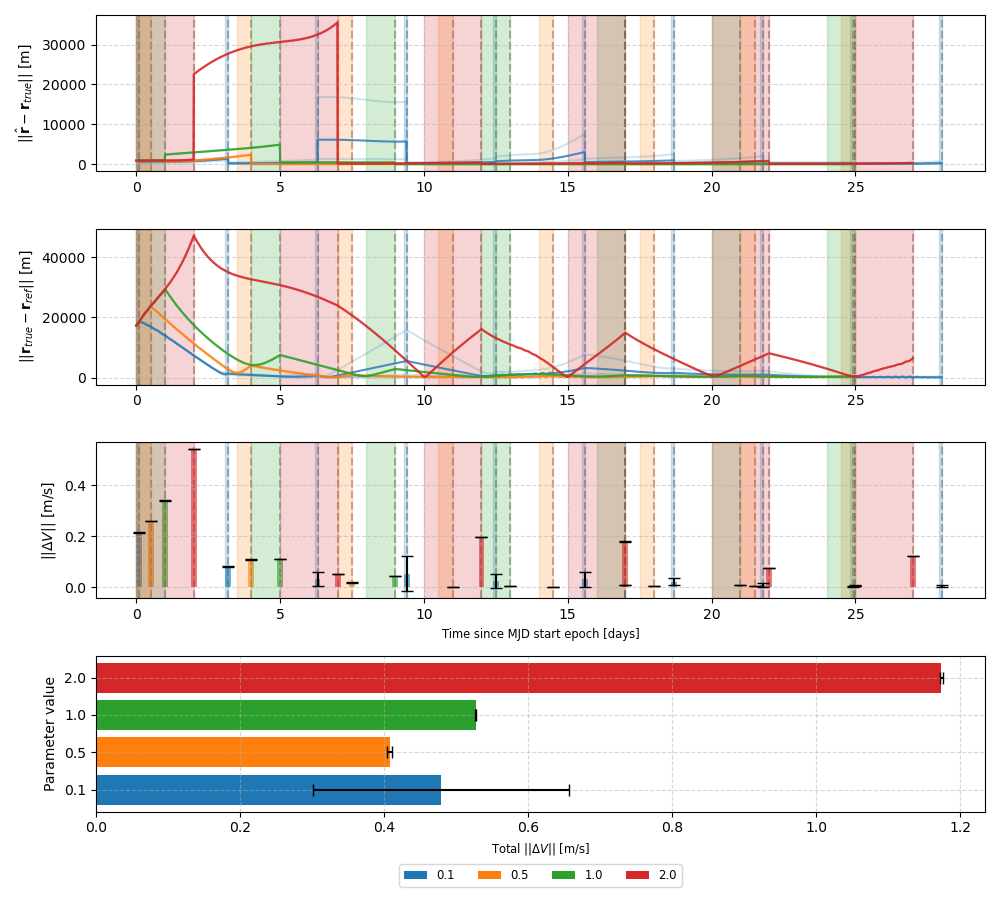 ||r̂ − r_true|| [m]
30000
20000
10000
0
0 5 10 15 20 25
||r_true − r_ref|| [m]
40000
20000
0
0 5 10 15 20 25
||ΔV|| [m/s]
0.4
0.2
0.0
0 5 10 15 20 25
Time since MJD start epoch [days]
Parameter value
2.0
1.0
0.5
0.1
0.0 0.2 0.4 0.6 0.8 1.0 1.2
Total ||ΔV|| [m/s]
0.1 0.5 1.0 2.0